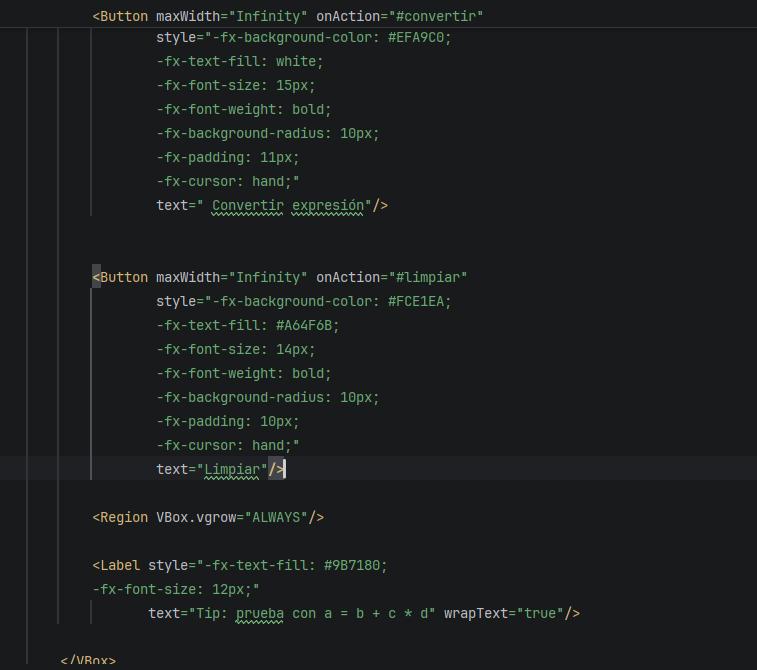 <Button maxWidth="Infinity" onAction="#convertir"
style="-fx-background-color: #EFA9C0;
-fx-text-fill: white;
-fx-font-size: 15px;
-fx-font-weight: bold;
-fx-background-radius: 10px;
-fx-padding: 11px;
-fx-cursor: hand;"
text=" Convertir expresión"/>
<Button maxWidth="Infinity" onAction="#limpiar"
style="-fx-background-color: #FCE1EA;
-fx-text-fill: #A64F6B;
-fx-font-size: 14px;
-fx-font-weight: bold;
-fx-background-radius: 10px;
-fx-padding: 10px;
-fx-cursor: hand;"
text="Limpiar"/>
<Region VBox.vgrow="ALWAYS"/>
<Label style="-fx-text-fill: #9B7180;
-fx-font-size: 12px;"
text="Tip: prueba con a = b + c * d" wrapText="true"/>
</VBox>